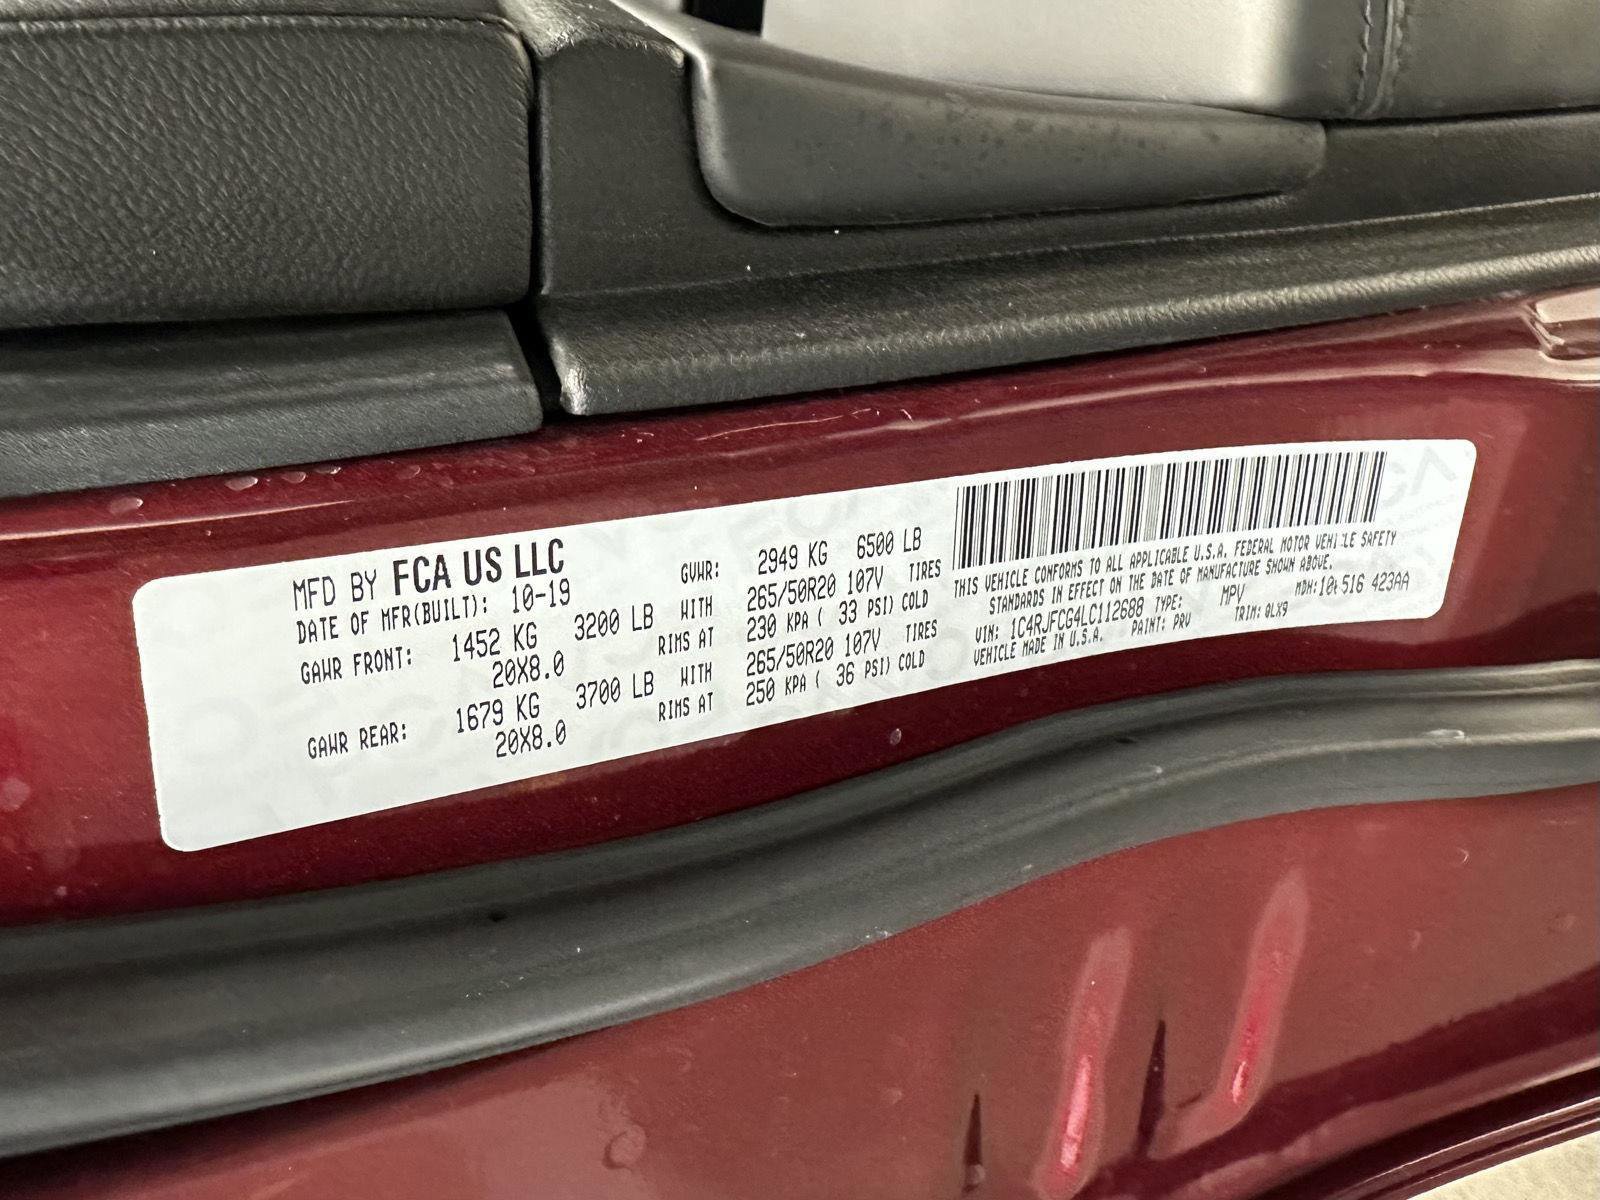 MFD BY FCA US LLC
DATE OF MFR(BUILT): 10-19
GVWR: 2949 KG 6500 LB
GAWR FRONT: 1452 KG 3200 LB WITH 265/50R20 107V TIRES
20X8.0 RIMS AT 230 KPA ( 33 PSI) COLD
GAWR REAR: 1679 KG 3700 LB WITH 265/50R20 107V TIRES
20X8.0 RIMS AT 250 KPA ( 36 PSI) COLD
THIS VEHICLE CONFORMS TO ALL APPLICABLE U.S.A. FEDERAL MOTOR VEHICLE SAFETY
STANDARDS IN EFFECT ON THE DATE OF MANUFACTURE SHOWN ABOVE.
VIN: 1C4RJFCG4LC112688 TYPE: MPV MDH: 516 423AA
VEHICLE MADE IN U.S.A. PAINT: PRV TRIM: QLX9